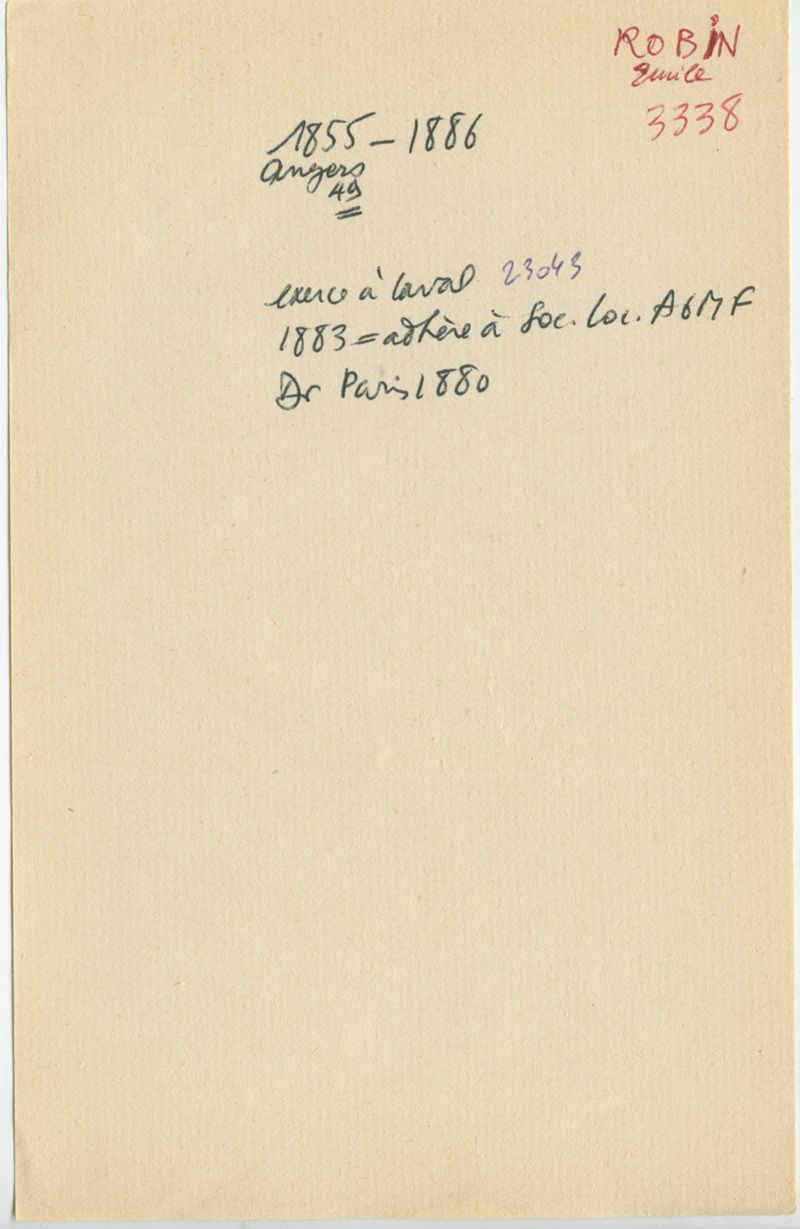 ROBIN
Emile
3338
1855 – 1886
Angers
49
exerce à Laval 23043
1883 = adhère à Soc. Loc. AGMF
Dr Paris 1880